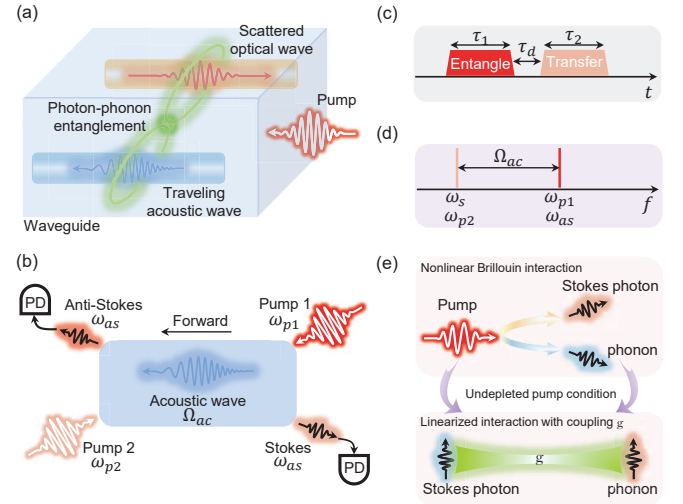 (a)
Scattered
optical wave
Photon-phonon
entanglement
Pump
Traveling
acoustic wave
Waveguide
(b)
PD
Anti-Stokes
ω_as
Forward
Pump 1
ω_p1
Acoustic wave
Ω_ac
Pump 2
ω_p2
Stokes
ω_as
PD
(c)
τ_1
τ_d
τ_2
Entangle
Transfer
t
(d)
Ω_ac
ω_s
ω_p2
ω_p1
ω_as
f
(e)
Nonlinear Brillouin interaction
Stokes photon
Pump
phonon
Undepleted pump condition
Linearized interaction with coupling g
g
Stokes photon
phonon